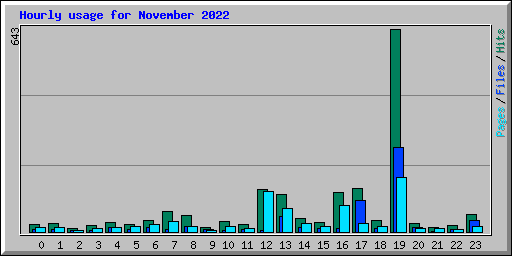 Hourly usage for November 2022
643
Pages/Files/Hits
0 1 2 3 4 5 6 7 8 9 10 11 12 13 14 15 16 17 18 19 20 21 22 23